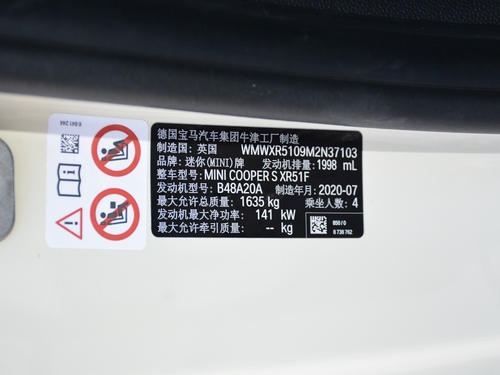 德国宝马汽车集团牛津工厂制造
制造国: 英国 WMWXR5109M2N37103
品牌: 迷你(MINI)牌 发动机排量: 1998 mL
整车型号: MINI COOPER S XR51F
发动机型号: B48A20A 制造年月: 2020-07
最大允许总质量: 1635 kg 乘坐人数: 4
发动机最大净功率: 141 kW
最大允许牵引质量: -- kg